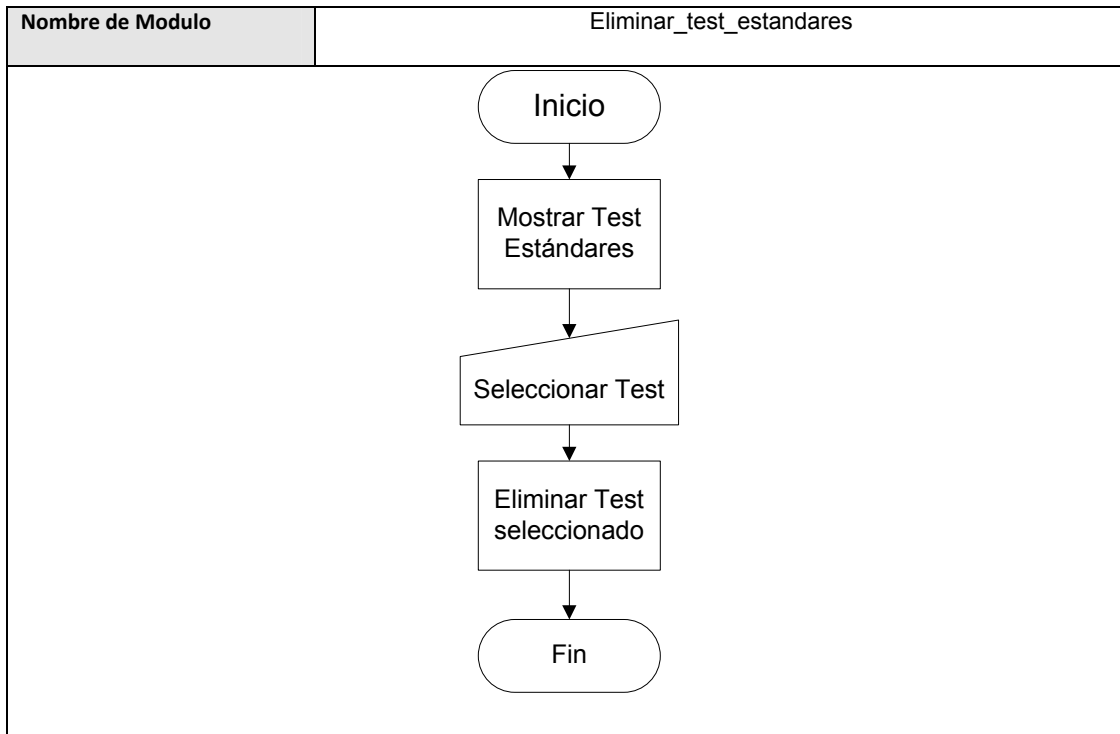 Nombre de Modulo
Eliminar_test_estandares
Inicio
Mostrar Test
Estándares
Seleccionar Test
Eliminar Test
seleccionado
Fin